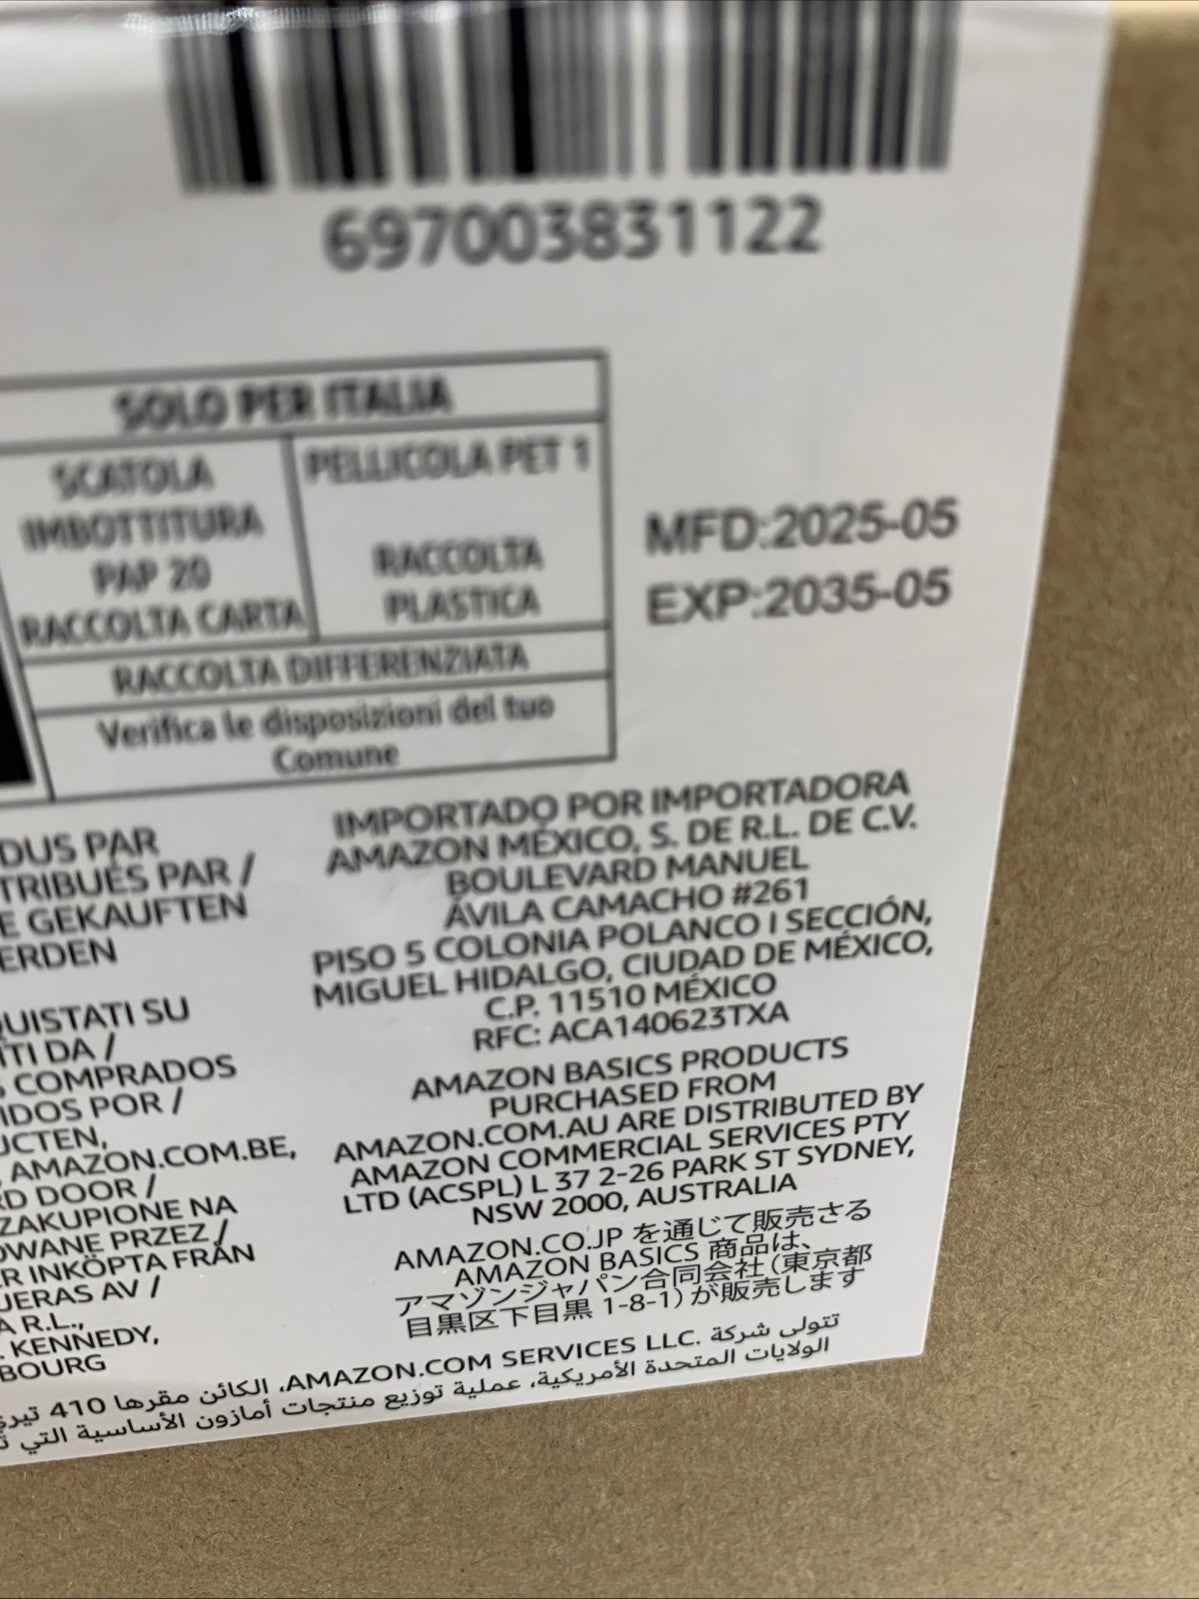 697003831122
SOLO PER ITALIA
SCATOLA
IMBOTTITURA
PAP 20
RACCOLTA CARTA
PELLICOLA PET 1
RACCOLTA
PLASTICA
RACCOLTA DIFFERENZIATA
Verifica le disposizioni del tuo
Comune
MFD:2025-05
EXP:2035-05
DUS PAR
TRIBUÉS PAR /
E GEKAUFTEN
ERDEN
QUISTATI SU
ITI DA /
S COMPRADOS
IDOS POR /
UCTEN,
AMAZON.COM.BE,
RD DOOR /
ZAKUPIONE NA
OWANE PRZEZ /
R INKÖPTA FRÅN
UERAS AV /
A R.L.,
. KENNEDY,
BOURG
IMPORTADO POR IMPORTADORA
AMAZON MÉXICO, S. DE R.L. DE C.V.
BOULEVARD MANUEL
ÁVILA CAMACHO #261
PISO 5 COLONIA POLANCO I SECCIÓN,
MIGUEL HIDALGO, CIUDAD DE MÉXICO,
C.P. 11510 MÉXICO
RFC: ACA140623TXA
AMAZON BASICS PRODUCTS
PURCHASED FROM
AMAZON.COM.AU ARE DISTRIBUTED BY
AMAZON COMMERCIAL SERVICES PTY
LTD (ACSPL) L 37 2-26 PARK ST SYDNEY,
NSW 2000, AUSTRALIA
AMAZON.CO.JP を通じて販売さる
AMAZON BASICS 商品は、
アマゾンジャパン合同会社 (東京都
目黒区下目黒 1-8-1) が販売します
تتولى شركة AMAZON.COM SERVICES LLC.، الكائن مقرها 410 تيري
الولايات المتحدة الأمريكية، عملية توزيع منتجات أمازون الأساسية التي